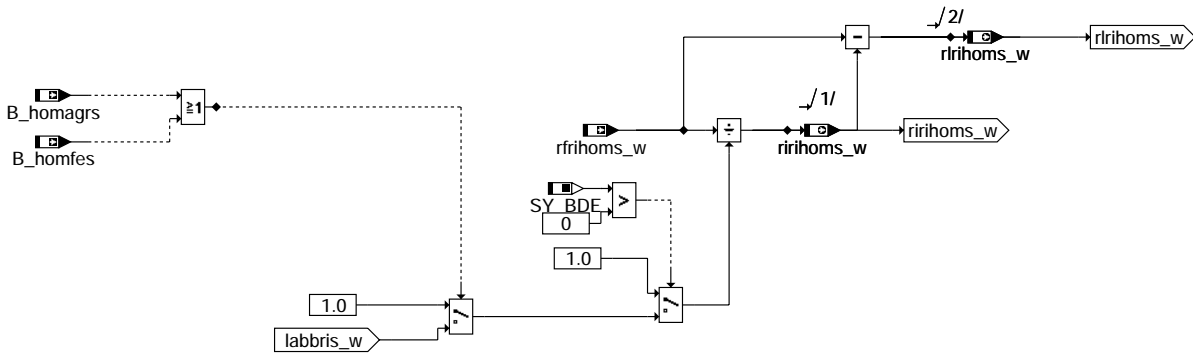 /2/
rlrihoms_w
rlrihoms_w
B_homagrs
≥1
B_homfes
/1/
rfrihoms_w
÷
ririhoms_w
ririhoms_w
SY_BDE
>
0
1.0
1.0
labbris_w